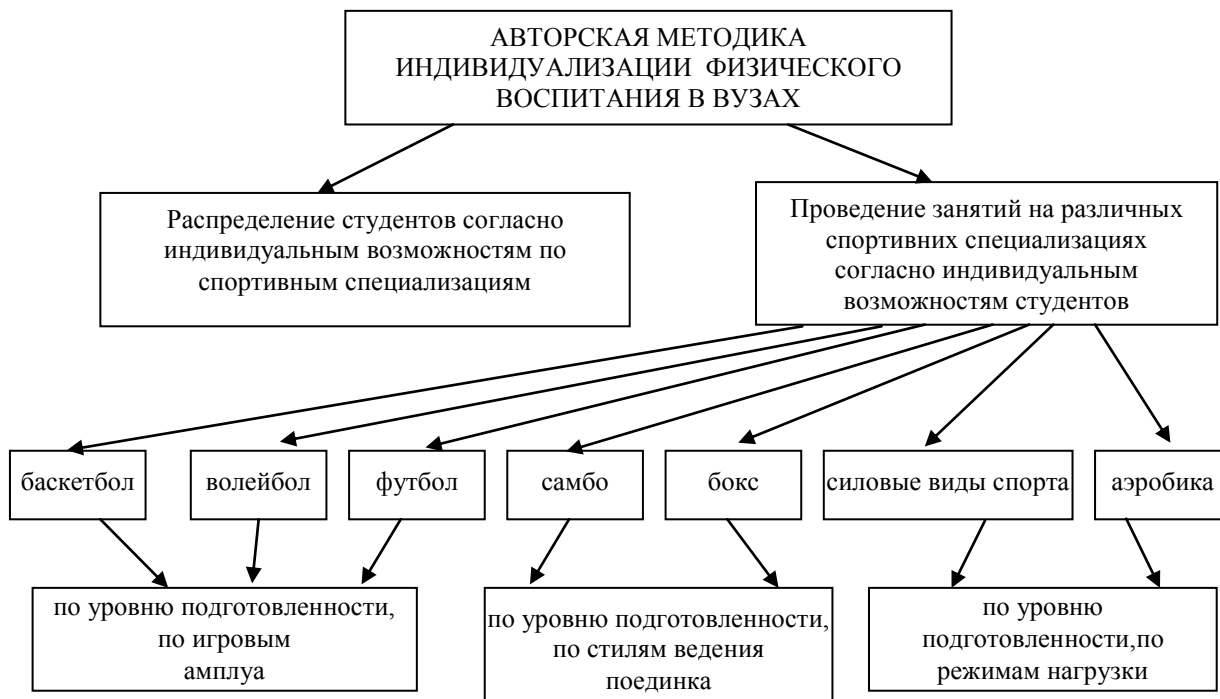 АВТОРСКАЯ МЕТОДИКА
ИНДИВИДУАЛИЗАЦИИ ФИЗИЧЕСКОГО
ВОСПИТАНИЯ В ВУЗАХ
Распределение студентов согласно
индивидуальным возможностям по
спортивным специализациям
Проведение занятий на различных
спортивних специализациях
согласно индивидуальным
возможностям студентов
баскетбол
волейбол
футбол
самбо
бокс
силовые виды спорта
аэробика
по уровню подготовленности,
по игровым
амплуа
по уровню подготовленности,
по стилям ведения
поединка
по уровню
подготовленности,по
режимам нагрузки